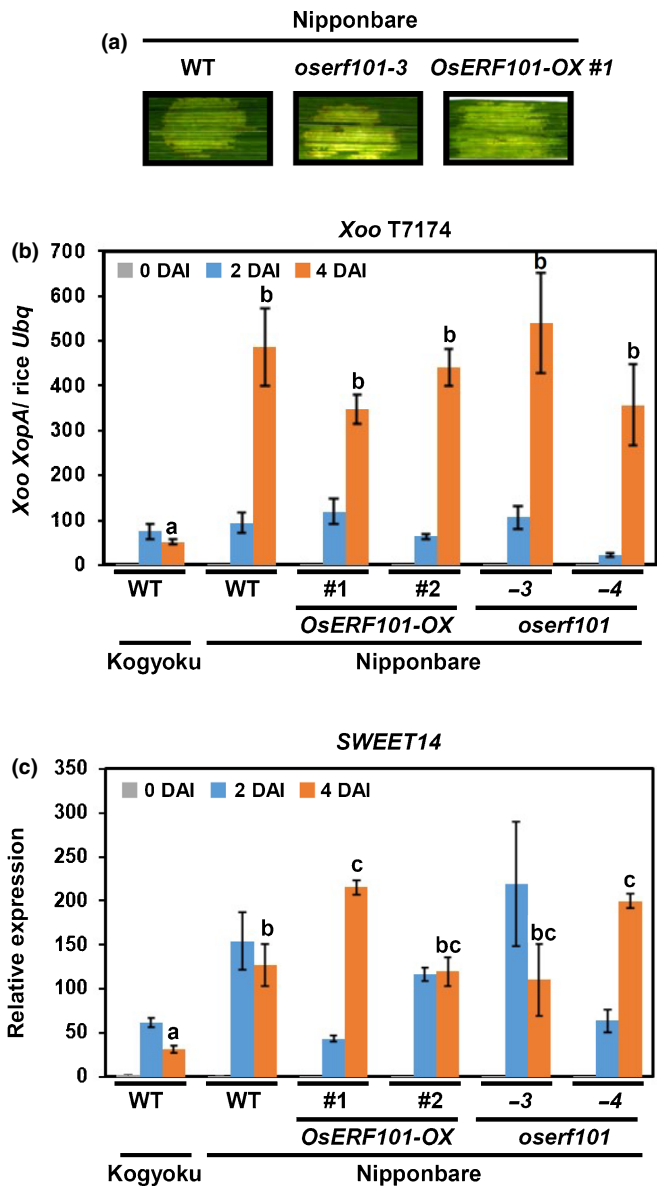 Nipponbare
(a)
WT oserf101-3 OsERF101-OX #1
Xoo T7174
(b)
700
0 DAI 2 DAI 4 DAI
600
500
400
300
200
100
0
Xoo XopA/ rice Ubq
a b b b b b
WT WT #1 #2 –3 –4
OsERF101-OX oserf101
Kogyoku Nipponbare
SWEET14
(c)
350
0 DAI 2 DAI 4 DAI
300
250
200
150
100
50
0
Relative expression
a b c bc bc c
WT WT #1 #2 –3 –4
OsERF101-OX oserf101
Kogyoku Nipponbare